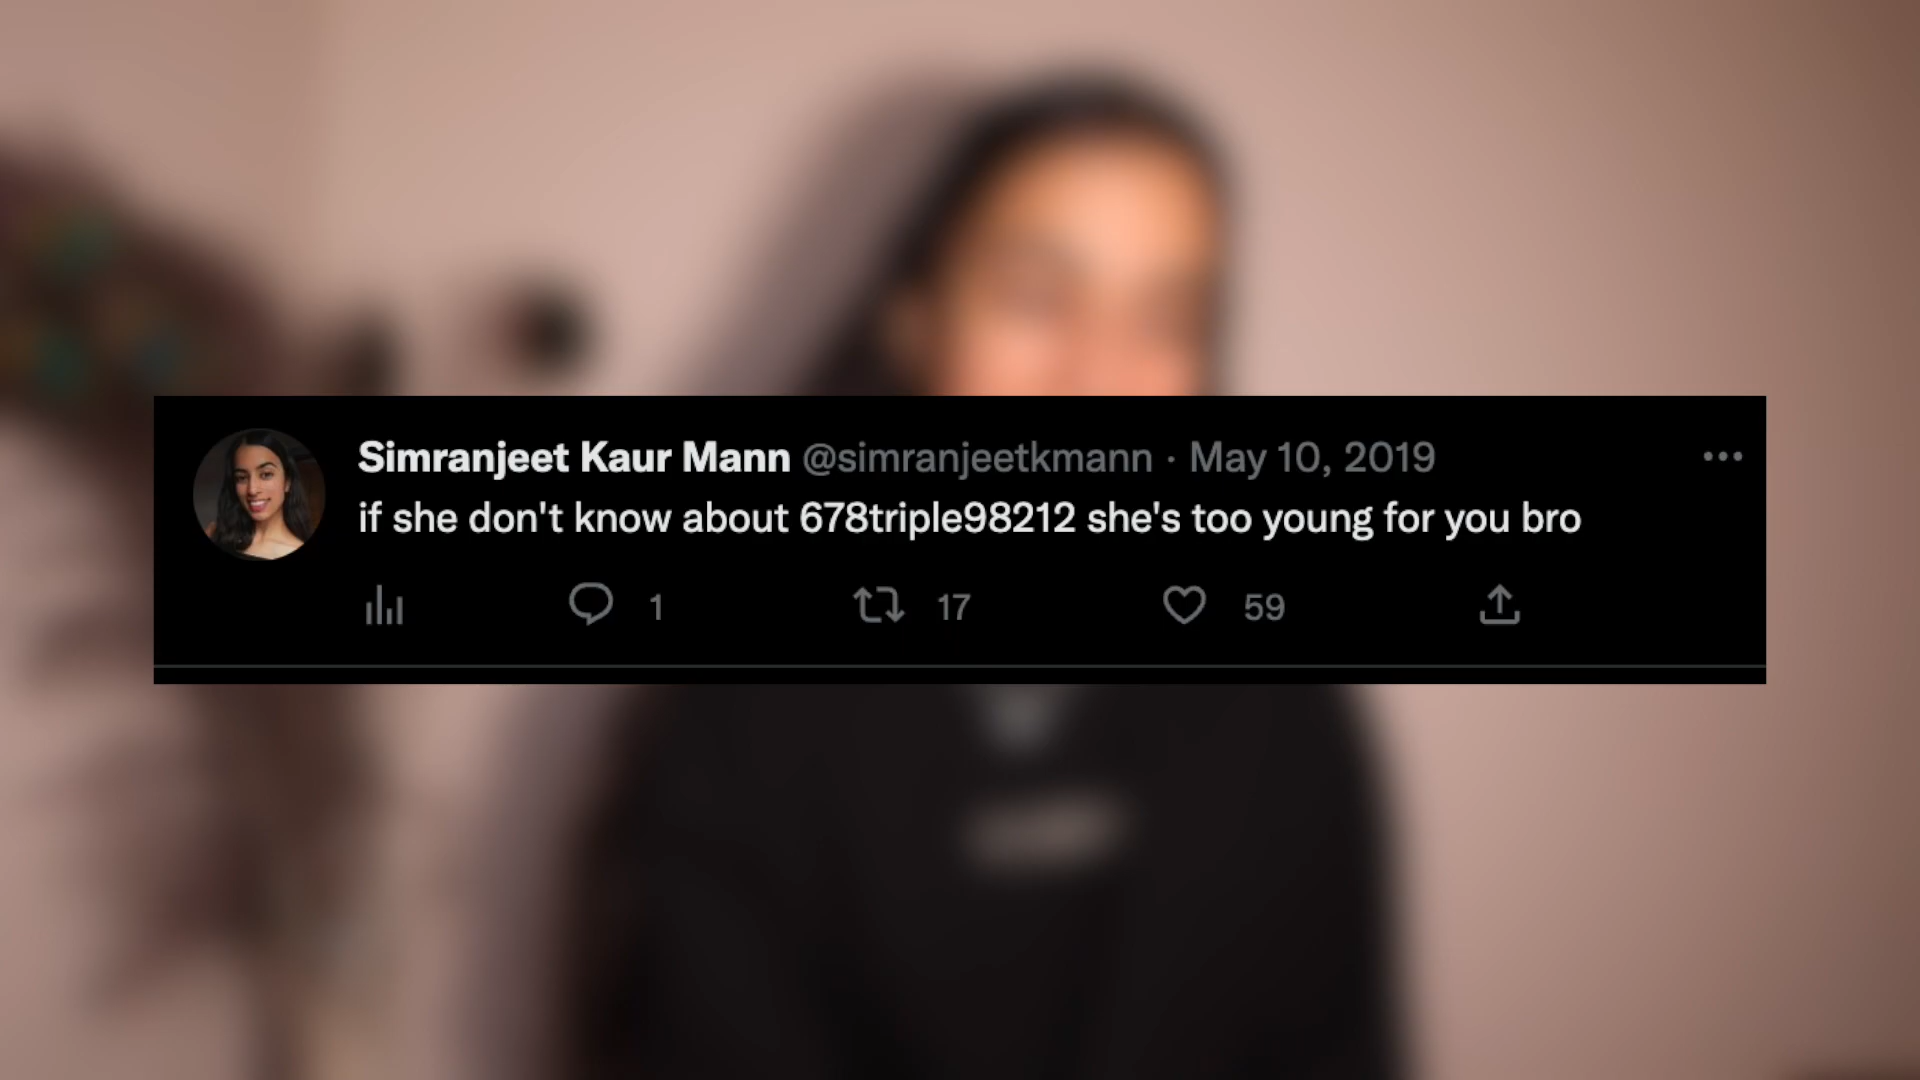 Simranjeet Kaur Mann @simranjeetkmann · May 10, 2019
if she don't know about 678triple98212 she's too young for you bro
1 17 59